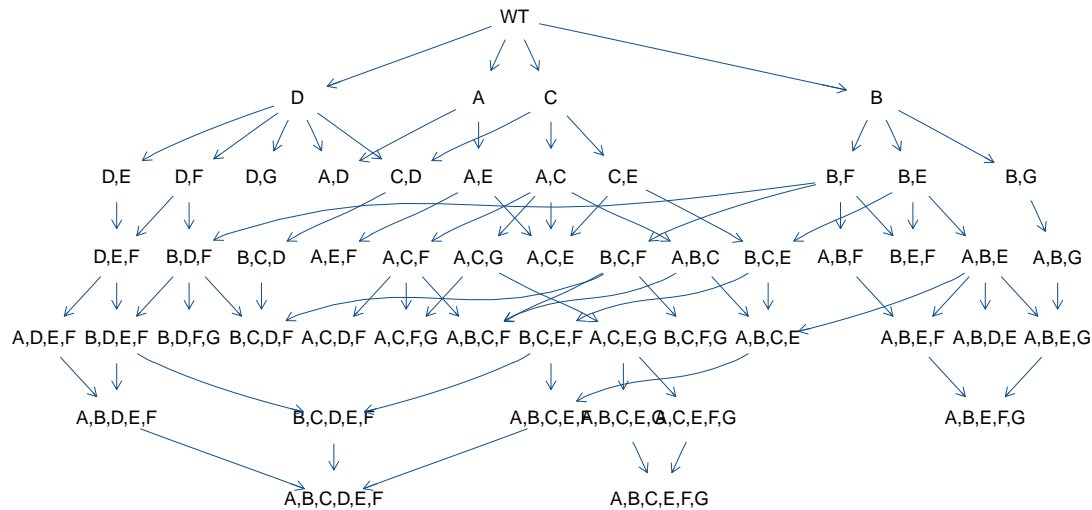 WT
D A C B
D,E D,F D,G A,D C,D A,E A,C C,E B,F B,E B,G
D,E,F B,D,F B,C,D A,E,F A,C,F A,C,G A,C,E B,C,F A,B,C B,C,E A,B,F B,E,F A,B,E A,B,G
A,D,E,F B,D,E,F B,D,F,G B,C,D,F A,C,D,F A,C,F,G A,B,C,F B,C,E,F A,C,E,G B,C,F,G A,B,C,E A,B,E,F A,B,D,E A,B,E,G
A,B,D,E,F B,C,D,E,F A,B,C,E,F A,B,C,E,G A,C,E,F,G A,B,E,F,G
A,B,C,D,E,F A,B,C,E,F,G